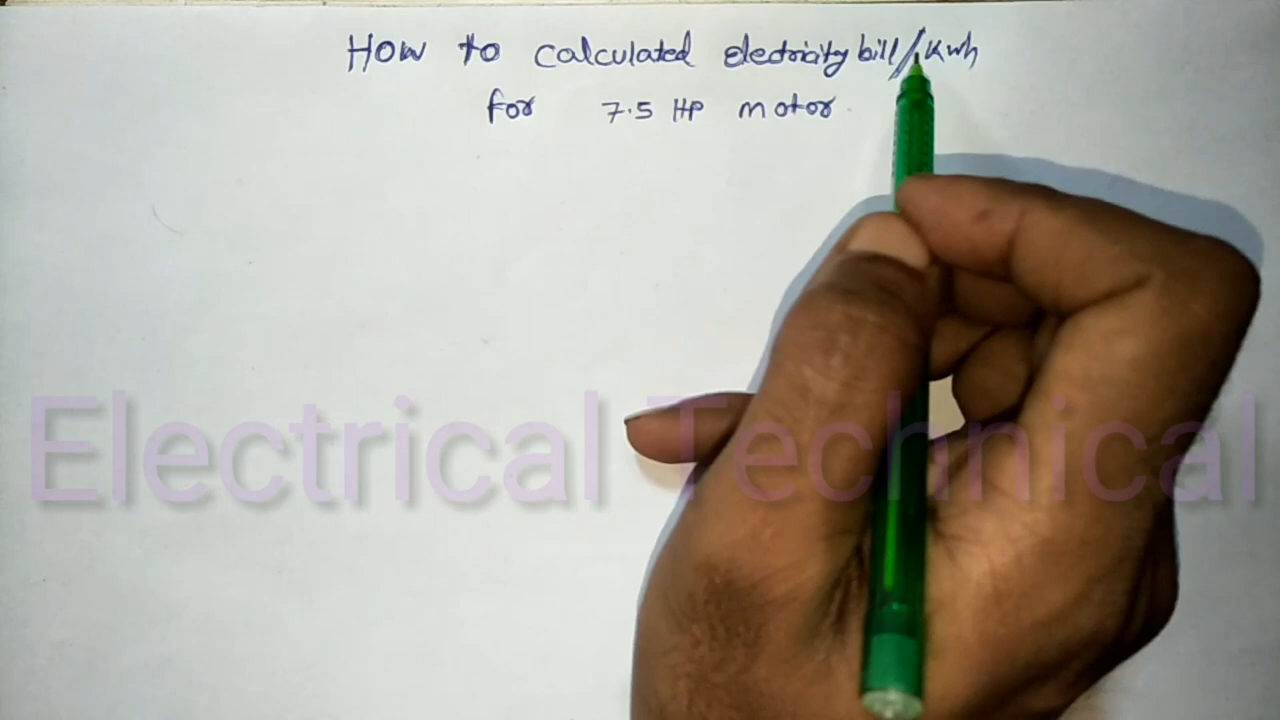 How to calculated electricity bill/Kwh
for 7.5 HP motor
Electrical Technical